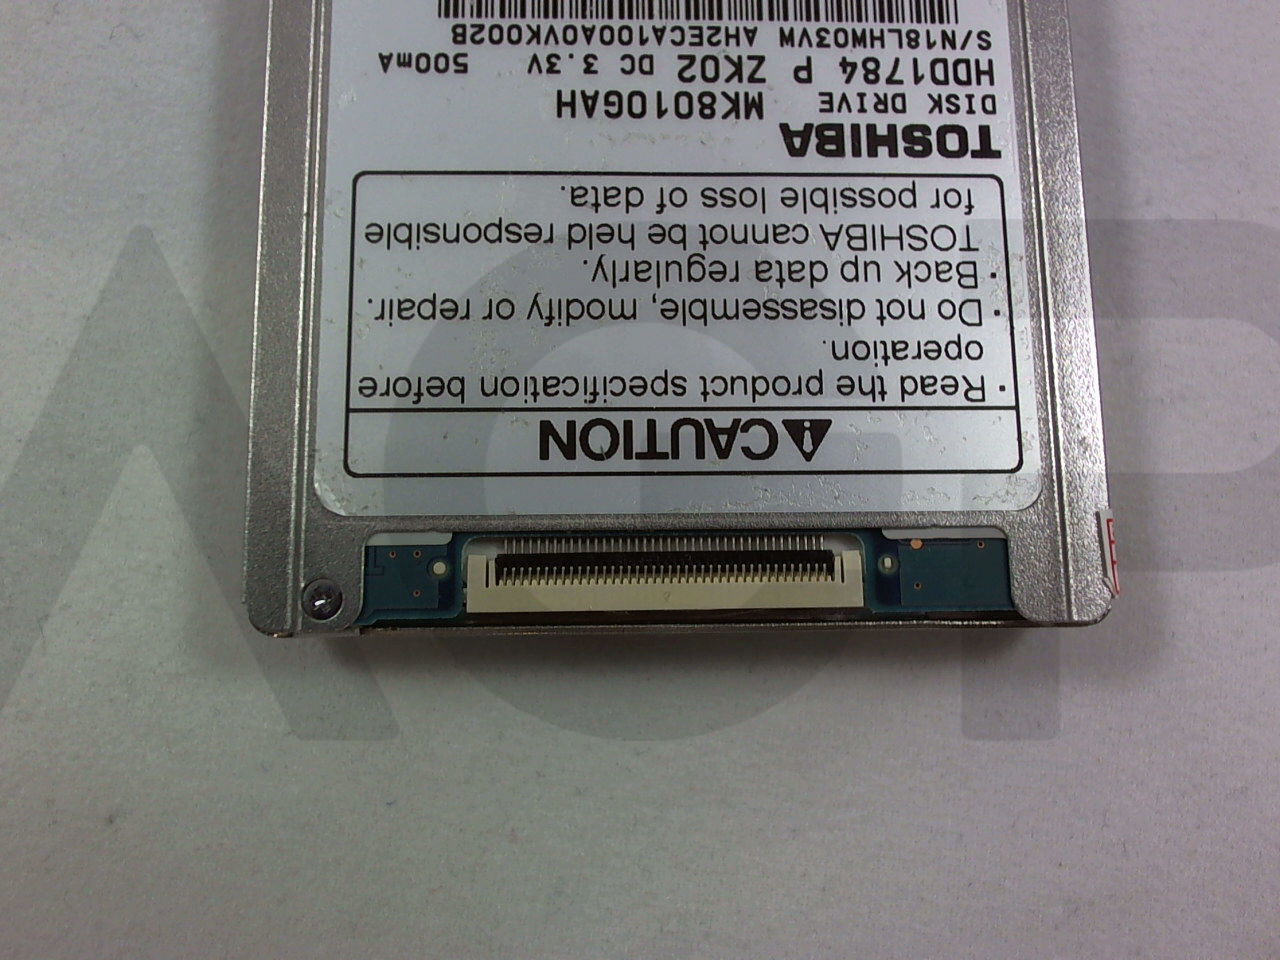 TOSHIBA
DISK DRIVE MK8010GAH
HDD1784 P ZK02 DC 3.3V 500mA
S/N18LHW03VW AH2ECA100A0VK002B
⚠CAUTION
· Read the product specification before
operation.
· Do not disassemble, modify or repair.
· Back up data regularly.
TOSHIBA cannot be held responsible
for possible loss of data.
AGP